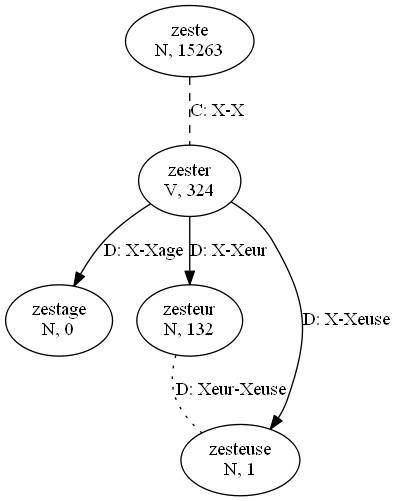 zeste
N, 15263
C: X-X
zester
V, 324
D: X-Xage
D: X-Xeur
zestage
N, 0
zesteur
N, 132
D: X-Xeuse
D: Xeur-Xeuse
zesteuse
N, 1